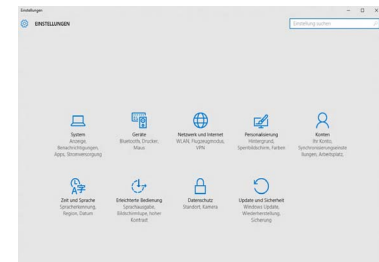 Einstellungen
EINSTELLUNGEN
Einstellung suchen
System
Anzeige,
Benachrichtigungen,
Apps, Stromversorgung
Geräte
Bluetooth, Drucker,
Maus
Netzwerk und Internet
WLAN, Flugzeugmodus,
VPN
Personalisierung
Hintergrund,
Sperrbildschirm, Farben
Konten
Ihr Konto,
Synchronisierungseinste
llungen, Arbeitsplatz,
Zeit und Sprache
Spracherkennung,
Region, Datum
Erleichterte Bedienung
Sprachausgabe,
Bildschirmlupe, hoher
Kontrast
Datenschutz
Standort, Kamera
Update und Sicherheit
Windows Update,
Wiederherstellung,
Sicherung